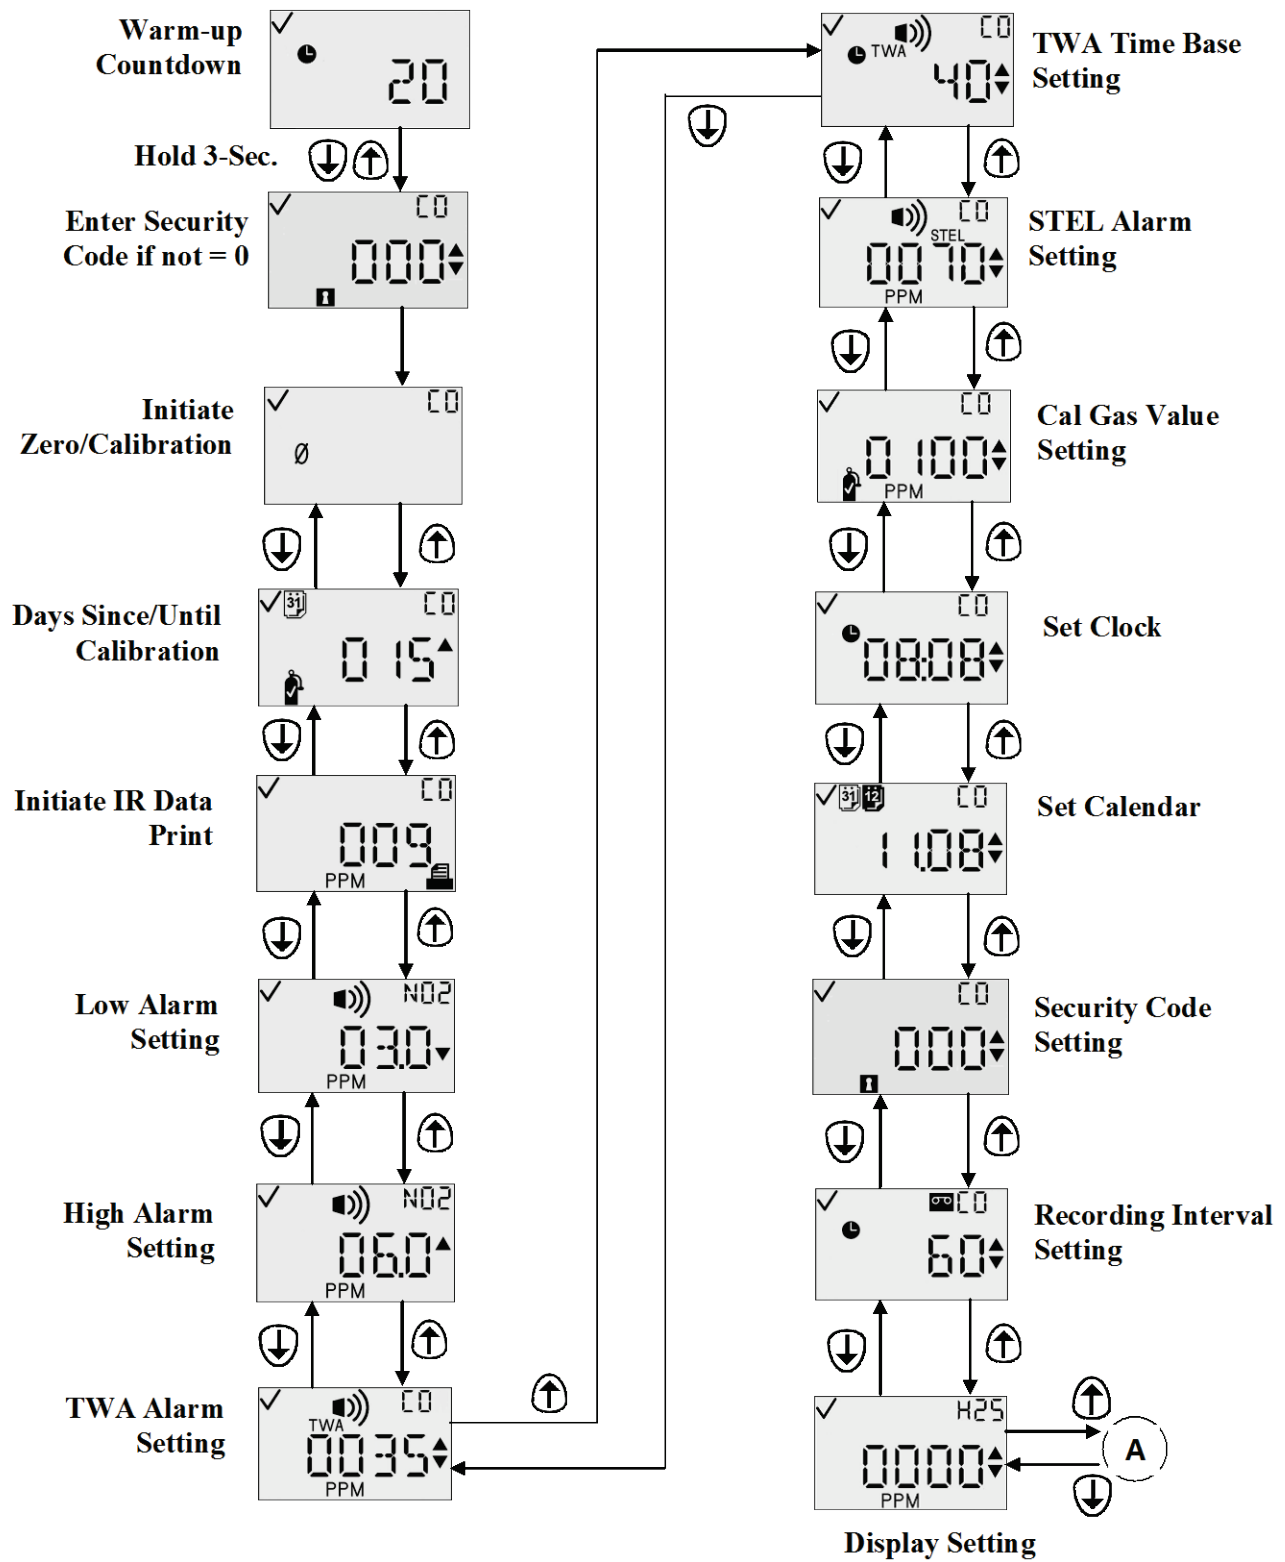 Warm-up
Countdown
20
Hold 3-Sec.
Enter Security
Code if not = 0
CO
000
Initiate
Zero/Calibration
CO
Ø
Days Since/Until
Calibration
31
CO
015
Initiate IR Data
Print
CO
009
PPM
Low Alarm
Setting
NO2
03.0
PPM
High Alarm
Setting
NO2
06.0
PPM
TWA Alarm
Setting
CO
TWA
0035
PPM
CO
TWA
40
TWA Time Base
Setting
CO
STEL
0070
PPM
STEL Alarm
Setting
CO
0100
PPM
Cal Gas Value
Setting
CO
08:08
Set Clock
31 12
CO
11.08
Set Calendar
CO
000
Security Code
Setting
CO
60
Recording Interval
Setting
H2S
0000
PPM
A
Display Setting